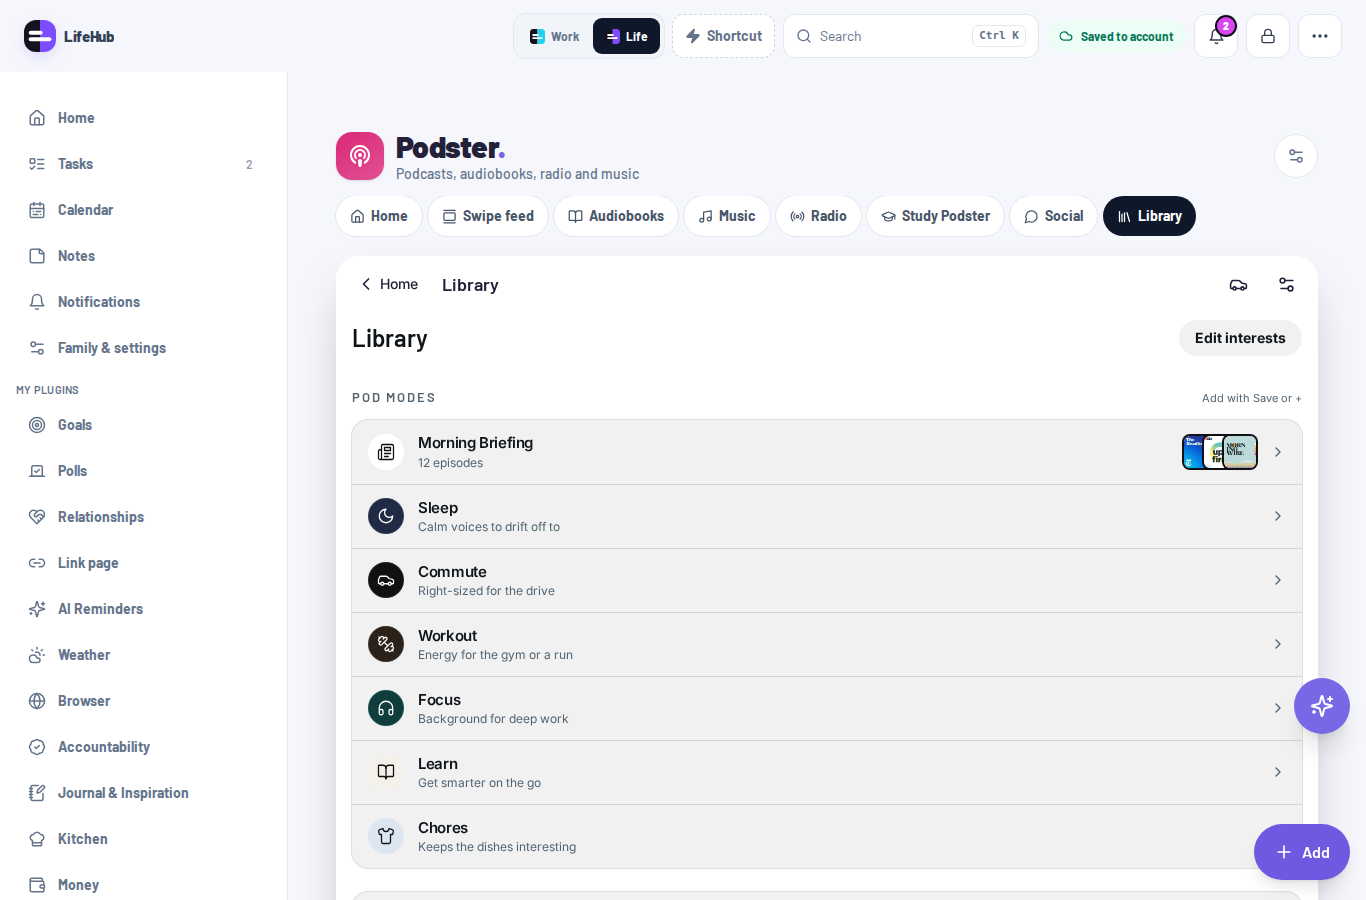 LifeHub
Work
Life
Shortcut
Search
Ctrl K
Saved to account
2
Home
Tasks
2
Calendar
Notes
Notifications
Family & settings
MY PLUGINS
Goals
Polls
Relationships
Link page
AI Reminders
Weather
Browser
Accountability
Journal & Inspiration
Kitchen
Money
Podster.
Podcasts, audiobooks, radio and music
Home
Swipe feed
Audiobooks
Music
Radio
Study Podster
Social
Library
Home
Library
Library
Edit interests
POD MODES
Add with Save or +
Morning Briefing
12 episodes
Sleep
Calm voices to drift off to
Commute
Right-sized for the drive
Workout
Energy for the gym or a run
Focus
Background for deep work
Learn
Get smarter on the go
Chores
Keeps the dishes interesting
Add